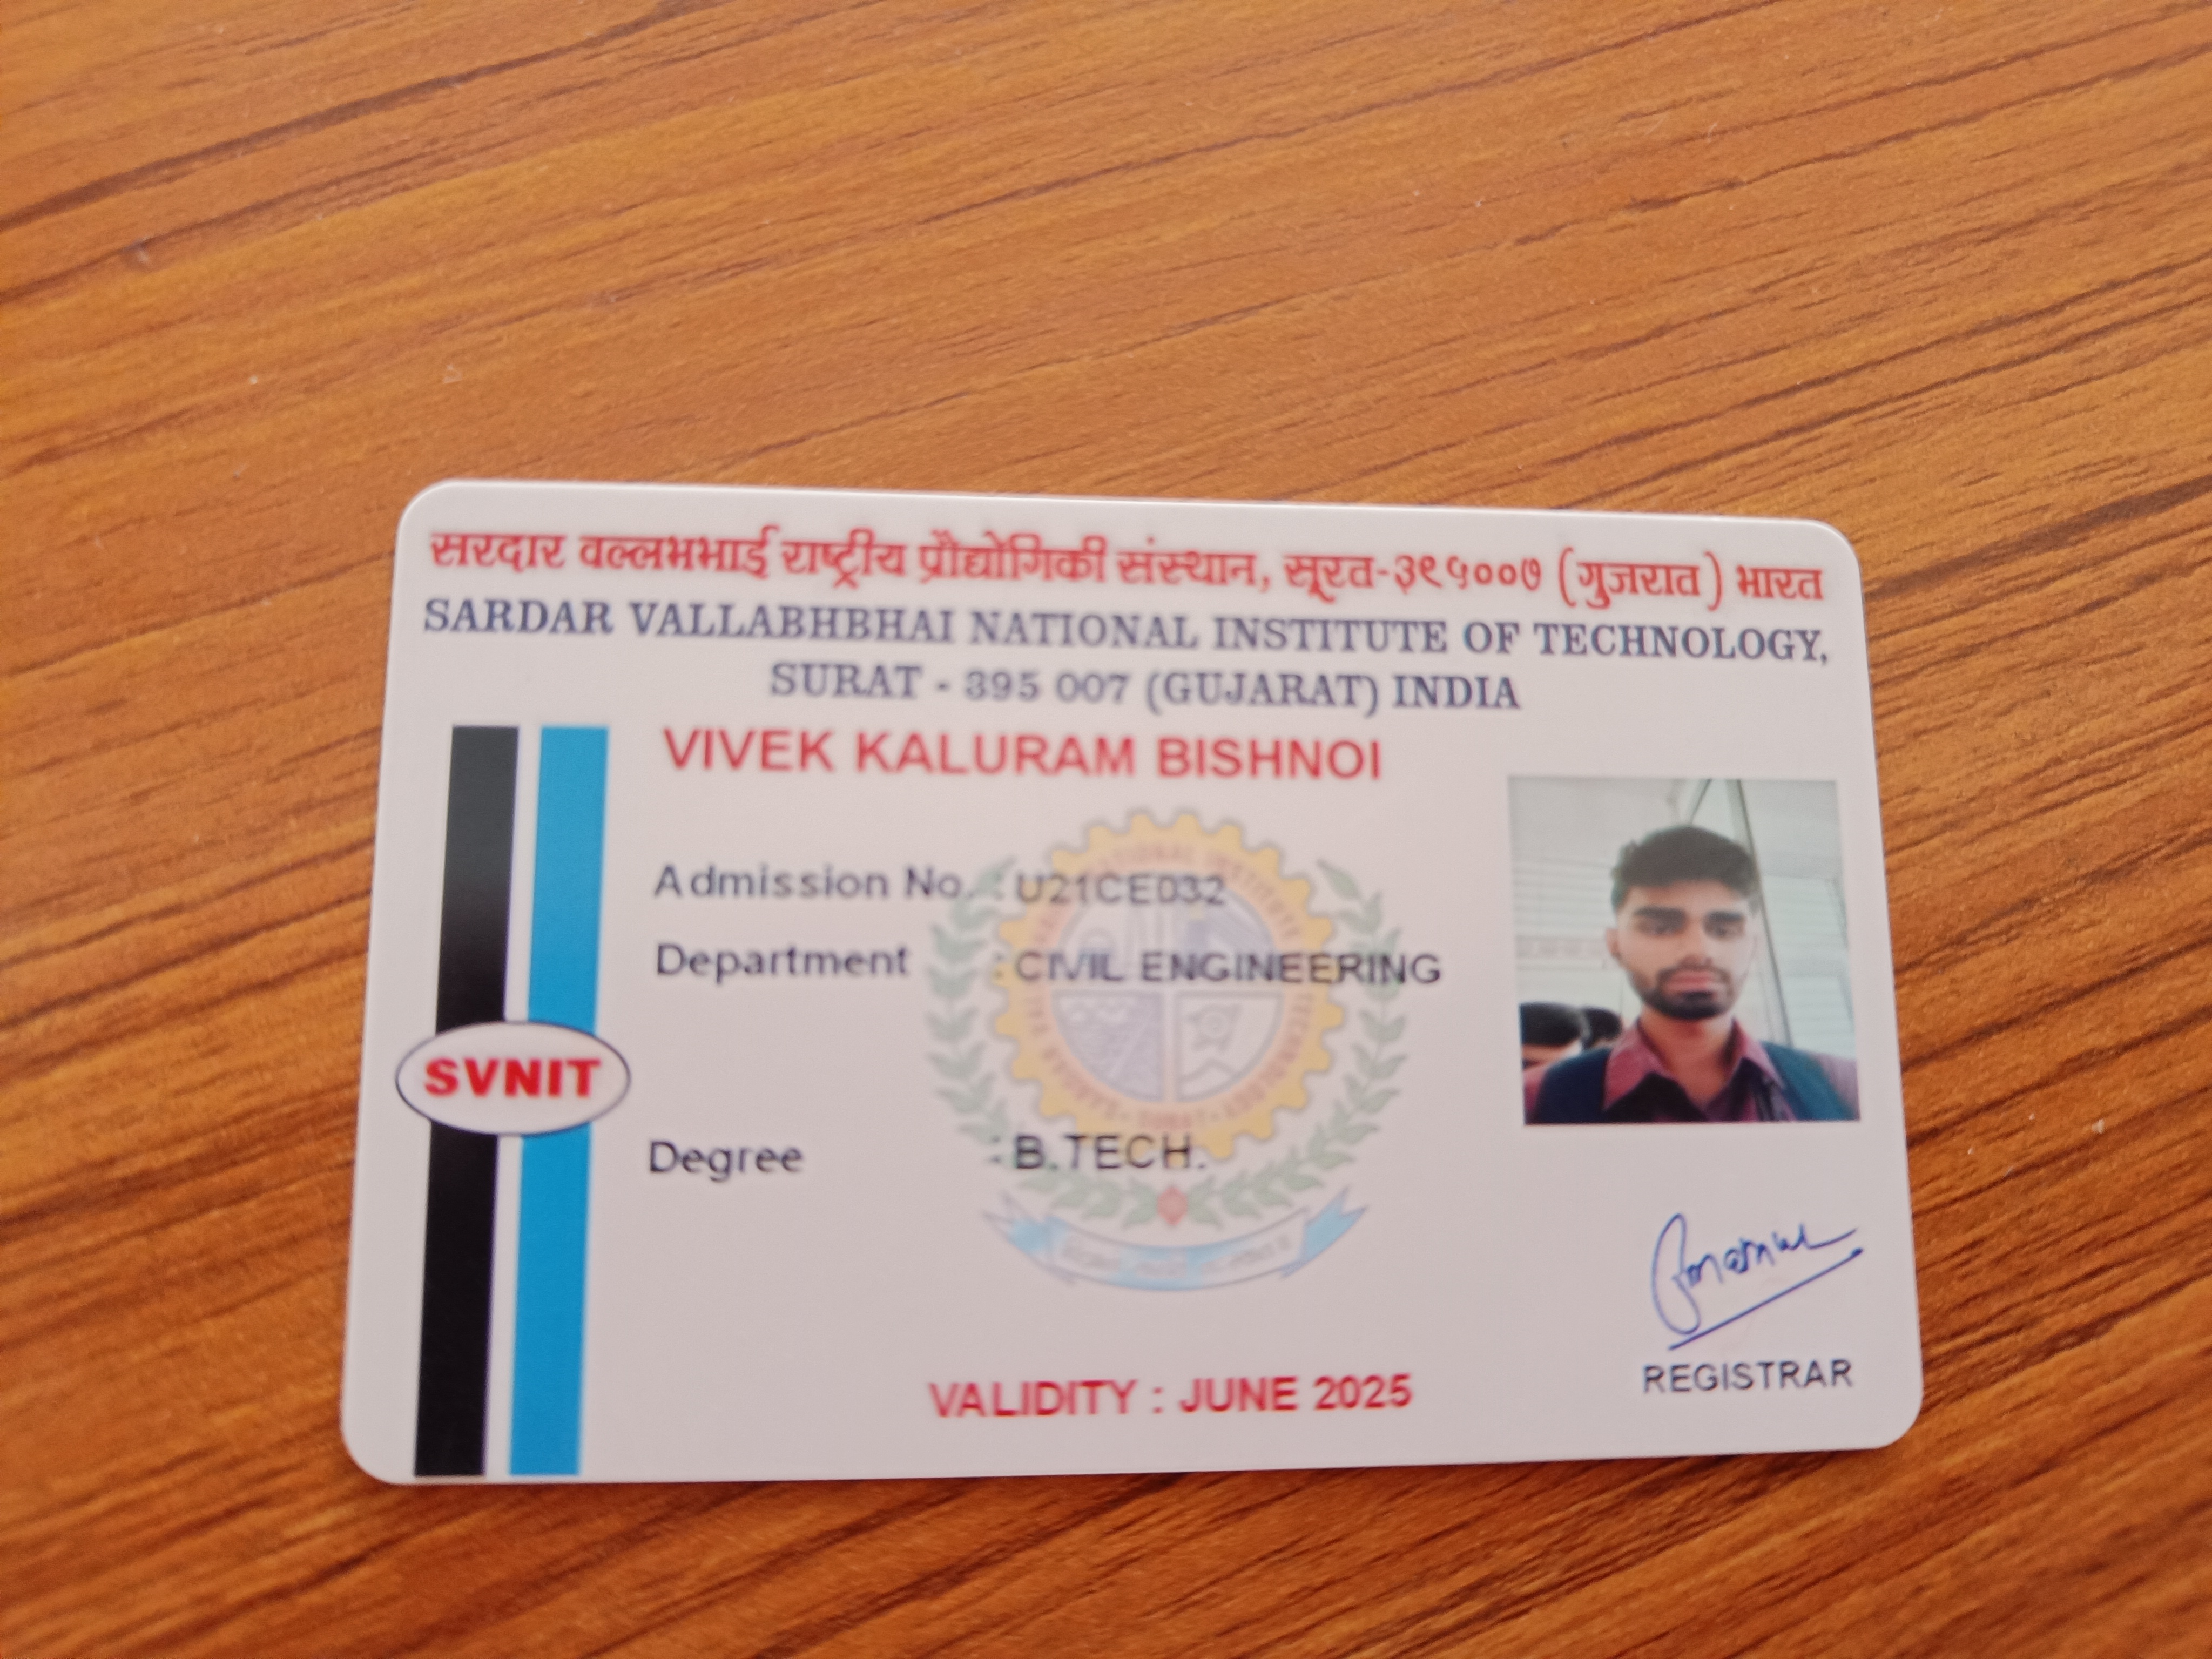 सरदार वल्लभभाई राष्ट्रीय प्रौद्योगिकी संस्थान, सूरत-३९५००७ (गुजरात) भारत
SARDAR VALLABHBHAI NATIONAL INSTITUTE OF TECHNOLOGY,
SURAT - 395 007 (GUJARAT) INDIA
VIVEK KALURAM BISHNOI
Admission No. : U21CE032
Department : CIVIL ENGINEERING
SVNIT
Degree : B.TECH.
REGISTRAR
VALIDITY : JUNE 2025